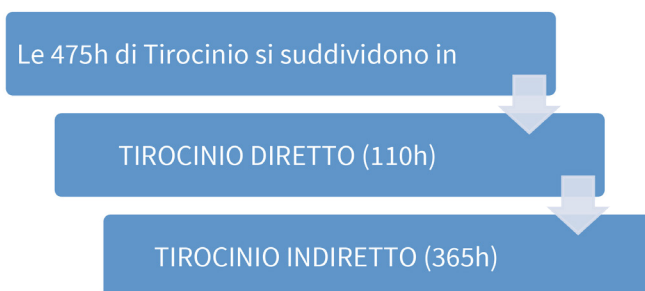 Le 475h di Tirocinio si suddividono in
TIROCINIO DIRETTO (110h)
TIROCINIO INDIRETTO (365h)